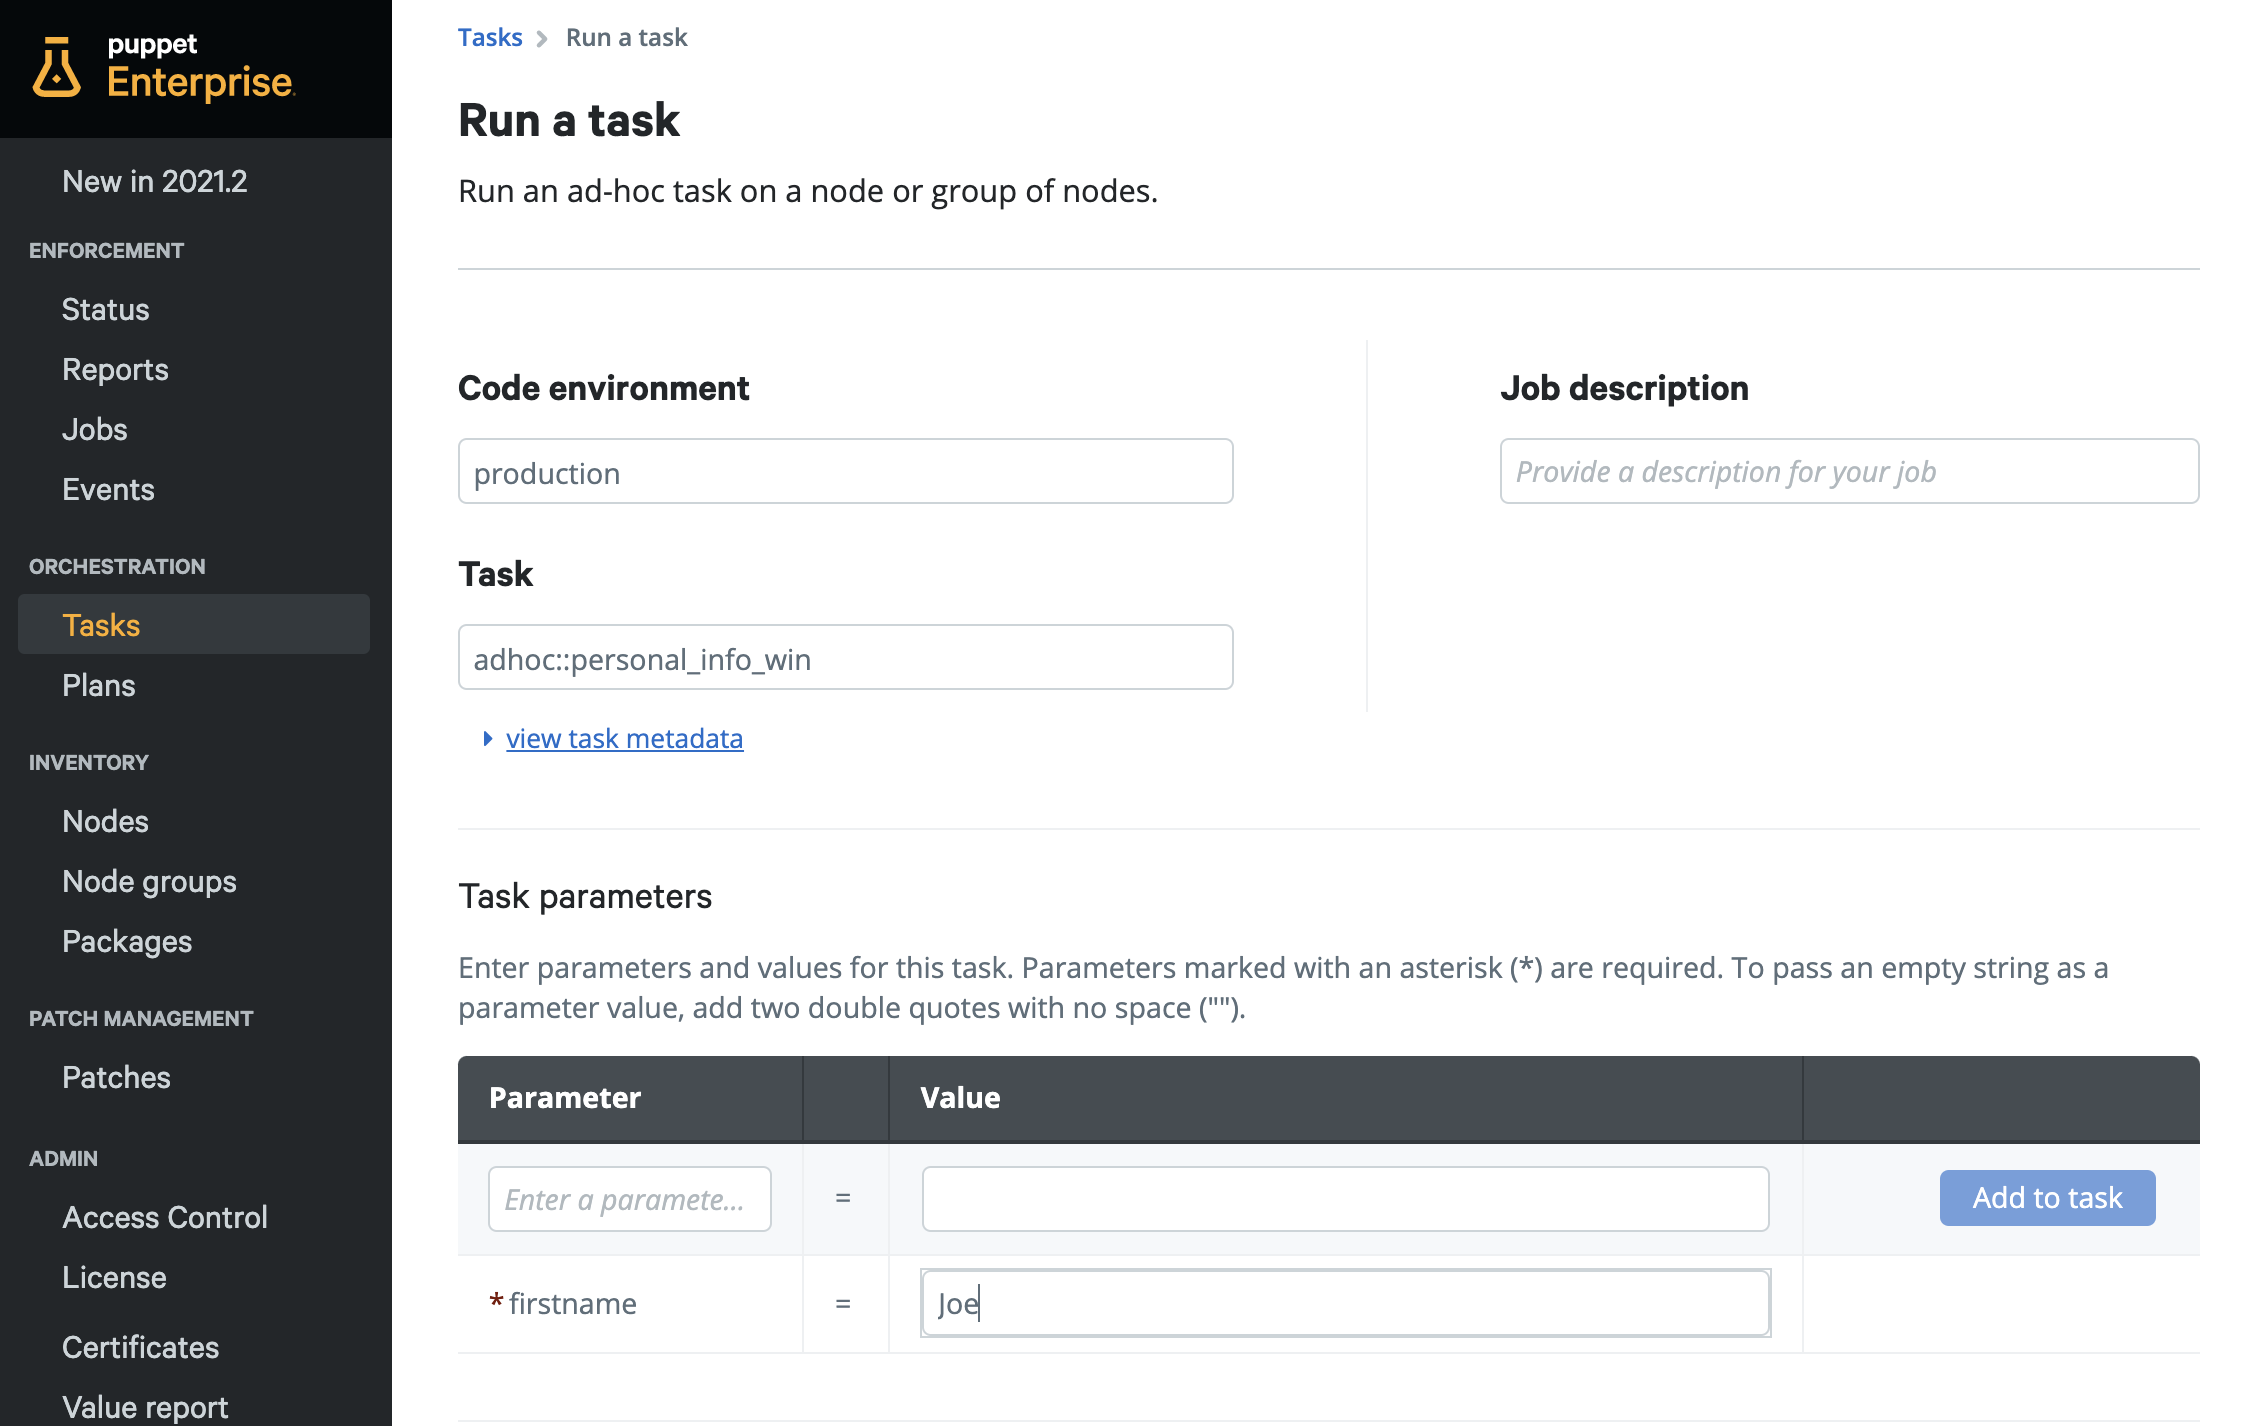 puppet
Enterprise
New in 2021.2
ENFORCEMENT
Status
Reports
Jobs
Events
ORCHESTRATION
Tasks
Plans
INVENTORY
Nodes
Node groups
Packages
PATCH MANAGEMENT
Patches
ADMIN
Access Control
License
Certificates
Value report
Tasks > Run a task
Run a task
Run an ad-hoc task on a node or group of nodes.
Code environment
production
Job description
Provide a description for your job
Task
adhoc::personal_info_win
view task metadata
Task parameters
Enter parameters and values for this task. Parameters marked with an asterisk (*) are required. To pass an empty string as a
parameter value, add two double quotes with no space ("").
Parameter Value
Enter a paramete... = Add to task
* firstname = Joe